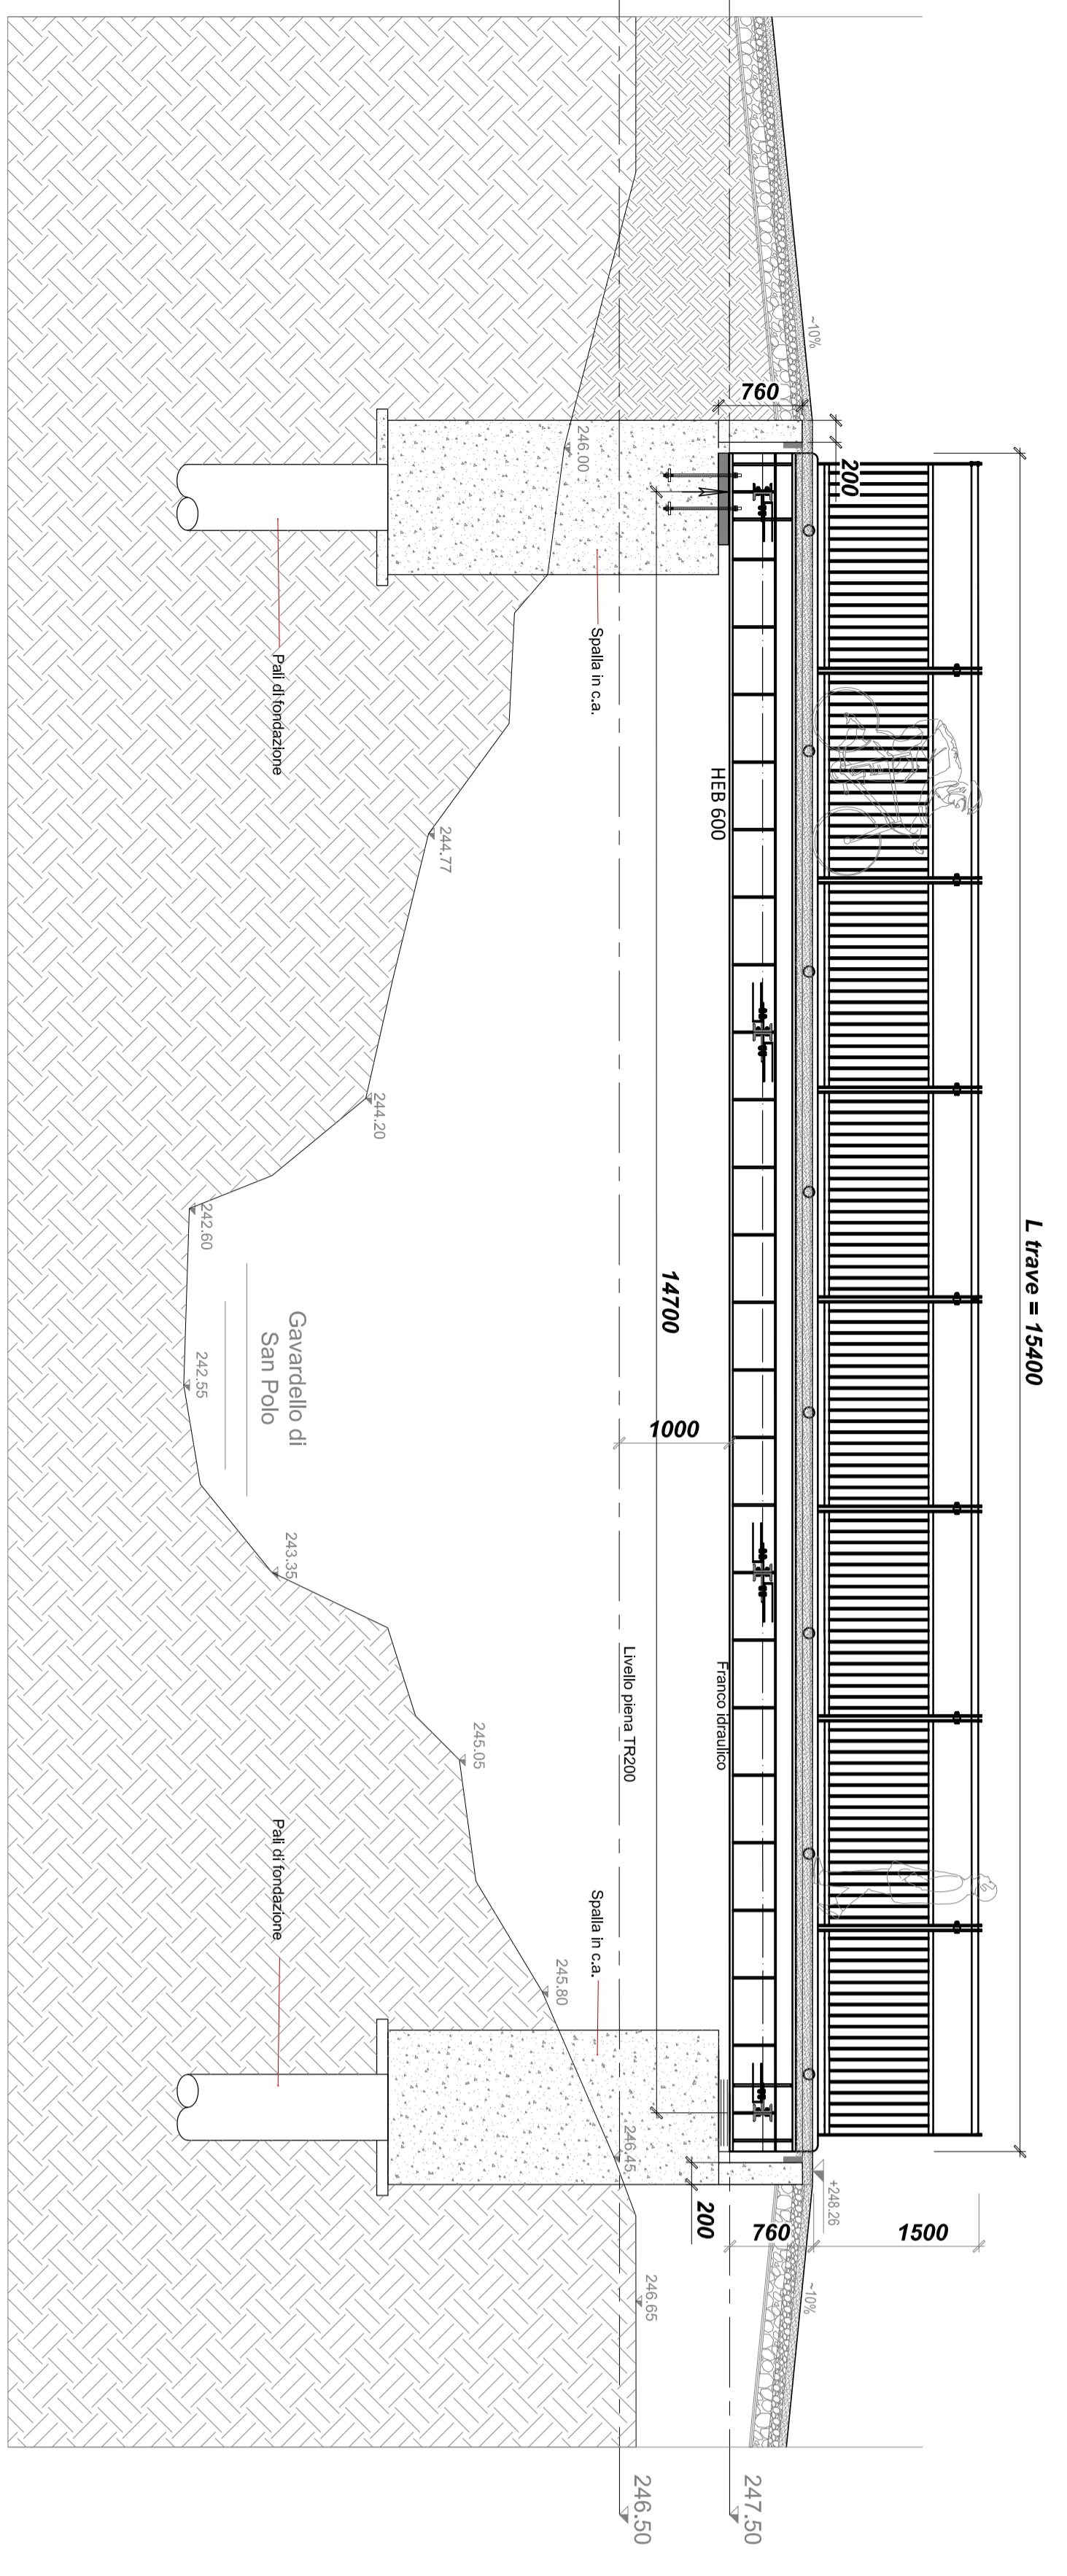 L trave = 15400
~10%
760
200
246.00
Spalla in c.a.
Pali di fondazione
HEB 600
244.77
244.20
242.60
14700
1000
Gavardello di
San Polo
242.55
243.35
Franco idraulico
Livello piena TR200
245.05
Pali di fondazione
Spalla in c.a.
245.80
246.45
200
+248.26
760
1500
~10%
246.65
247.50
246.50